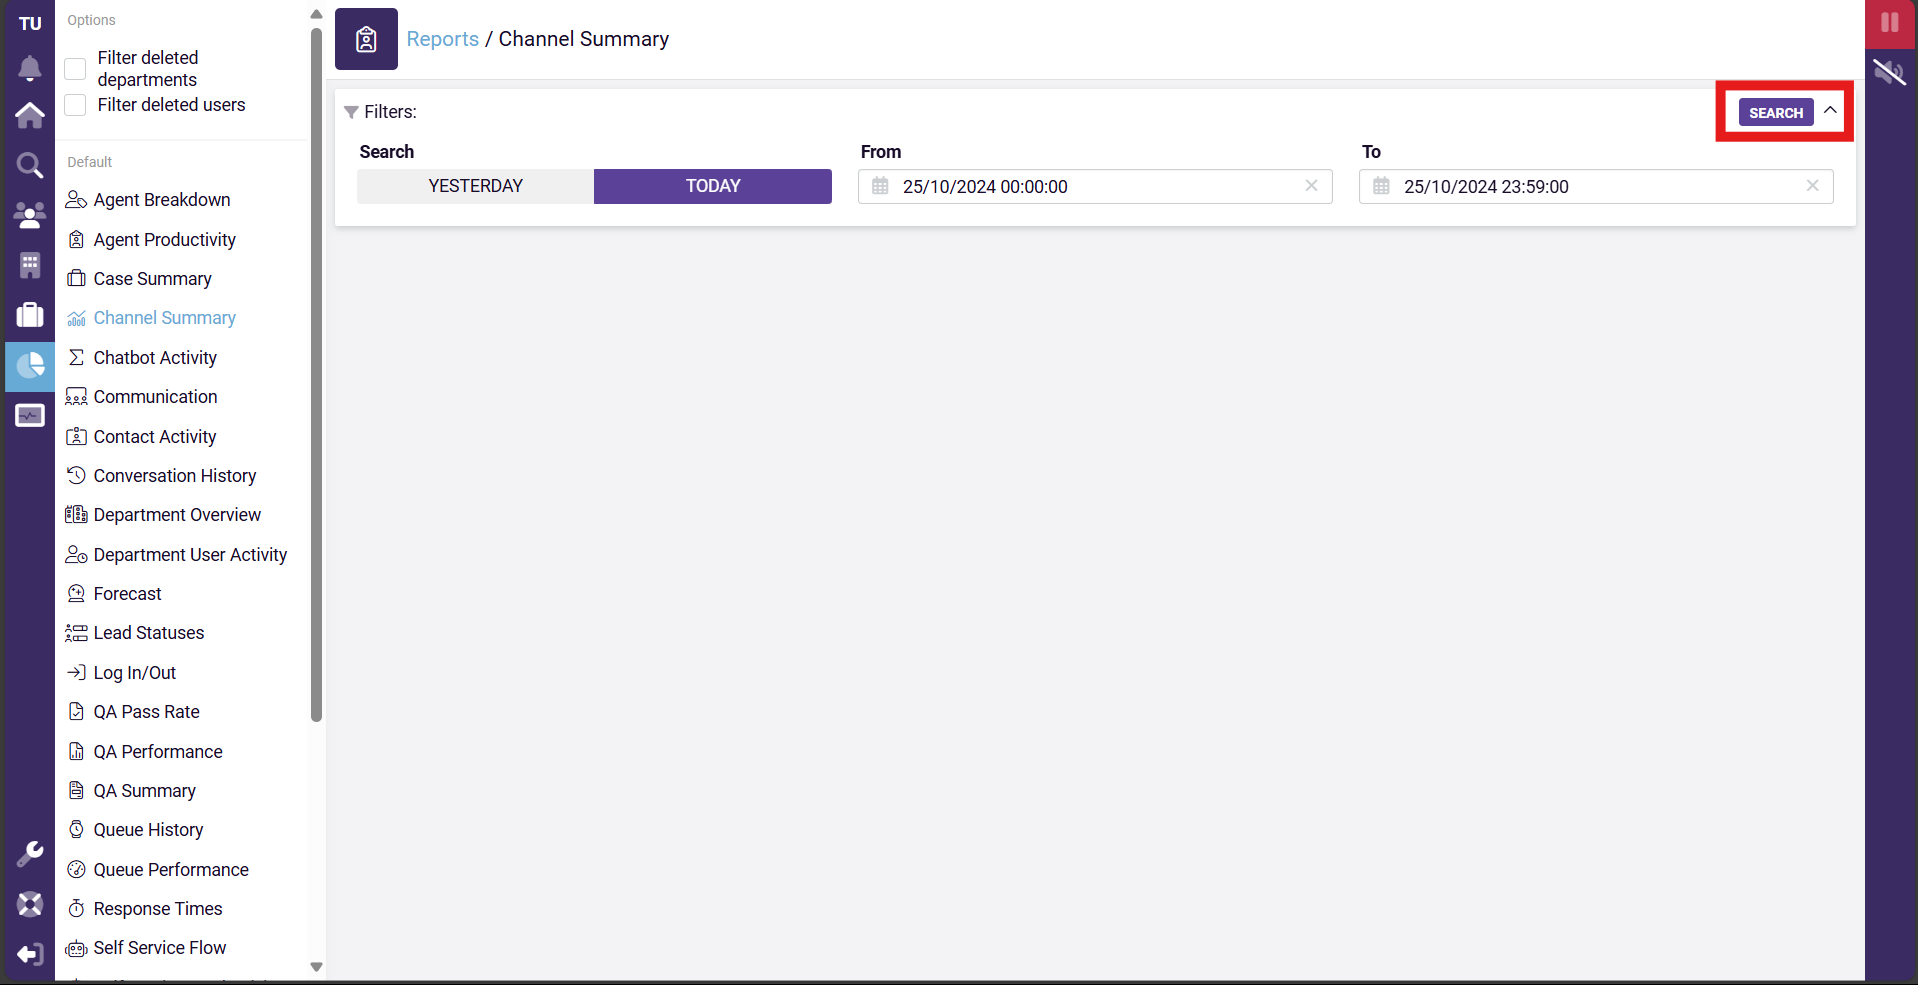 TU
Options
Filter deleted
departments
Filter deleted users
Default
Agent Breakdown
Agent Productivity
Case Summary
Channel Summary
Chatbot Activity
Communication
Contact Activity
Conversation History
Department Overview
Department User Activity
Forecast
Lead Statuses
Log In/Out
QA Pass Rate
QA Performance
QA Summary
Queue History
Queue Performance
Response Times
Self Service Flow
Reports / Channel Summary
Filters:
SEARCH
Search
From
To
YESTERDAY
TODAY
25/10/2024 00:00:00
25/10/2024 23:59:00